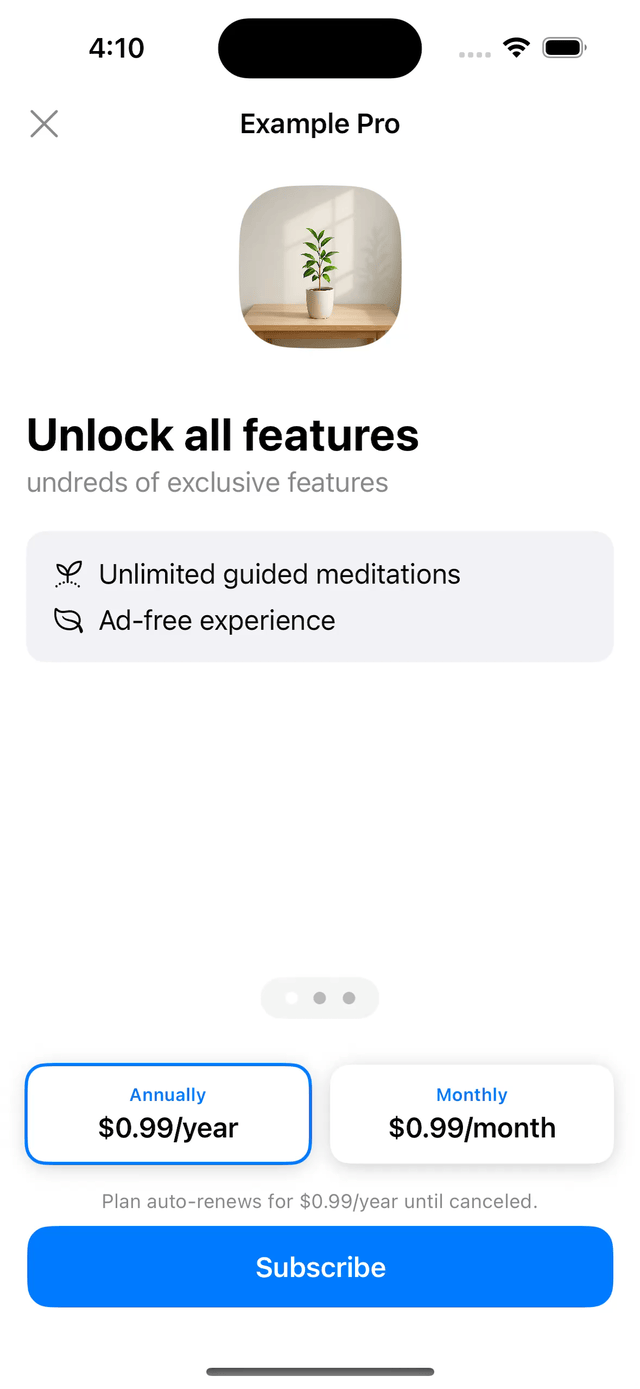 4:10
Example Pro
Unlock all features
undreds of exclusive features
Unlimited guided meditations
Ad-free experience
Annually
$0.99/year
Monthly
$0.99/month
Plan auto-renews for $0.99/year until canceled.
Subscribe